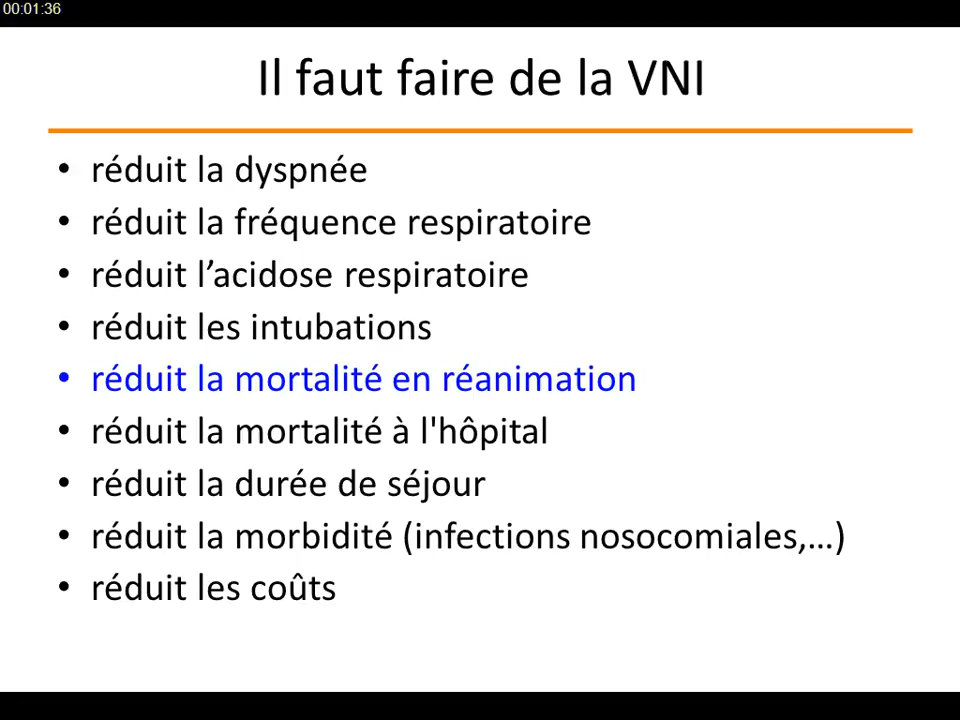 00:01:36
Il faut faire de la VNI
• réduit la dyspnée
• réduit la fréquence respiratoire
• réduit l’acidose respiratoire
• réduit les intubations
• réduit la mortalité en réanimation
• réduit la mortalité à l'hôpital
• réduit la durée de séjour
• réduit la morbidité (infections nosocomiales,…)
• réduit les coûts